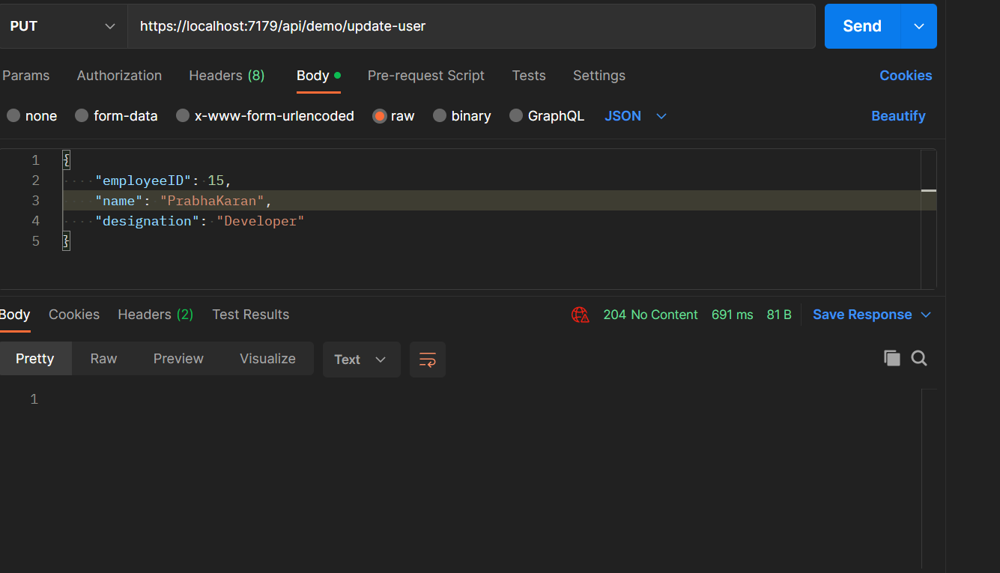 PUT https://localhost:7179/api/demo/update-user Send
Params Authorization Headers (8) Body Pre-request Script Tests Settings Cookies
none form-data x-www-form-urlencoded raw binary GraphQL JSON Beautify
1 {
2 "employeeID": 15,
3 "name": "PrabhaKaran",
4 "designation": "Developer"
5 }
Body Cookies Headers (2) Test Results 204 No Content 691 ms 81 B Save Response
Pretty Raw Preview Visualize Text
1